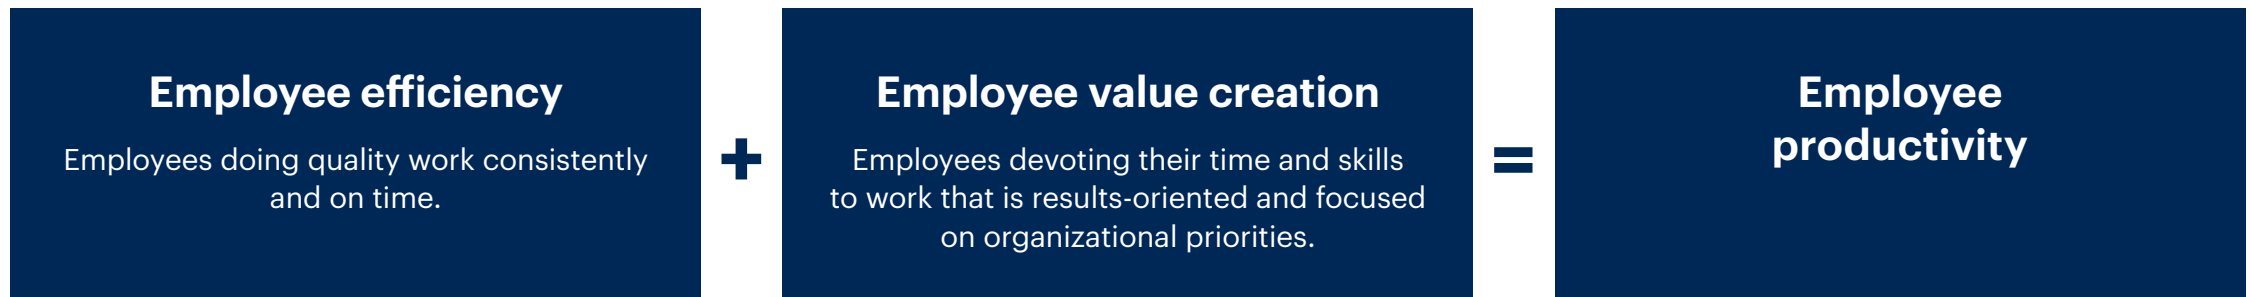 Employee efficiency
Employees doing quality work consistently
and on time.
+
Employee value creation
Employees devoting their time and skills
to work that is results-oriented and focused
on organizational priorities.
=
Employee
productivity